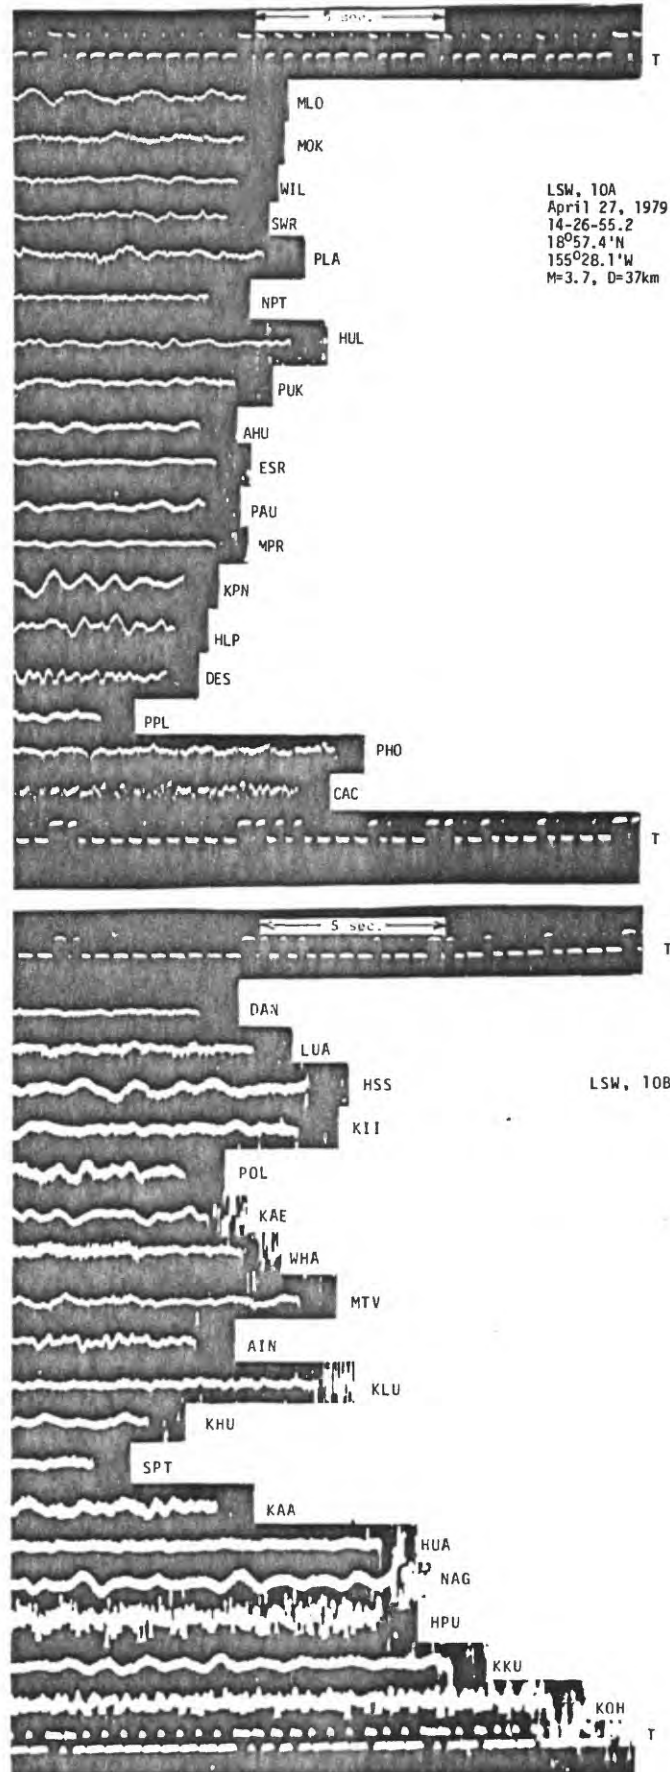 5 sec.
T
MLO
MOK
WIL
SWR
PLA
NPT
HUL
PUK
AHU
ESR
PAU
MPR
KPN
HLP
DES
PPL
PHO
CAC
T
LSW, 10A
April 27, 1979
14-26-55.2
18°57.4'N
155°28.1'W
M=3.7, D=37km
5 sec.
T
DAN
LUA
HSS
LSW, 10B
KII
POL
KAE
WHA
MTV
AIN
KLU
KHU
SPT
KAA
HUA
NAG
HPU
KKU
KOH
T